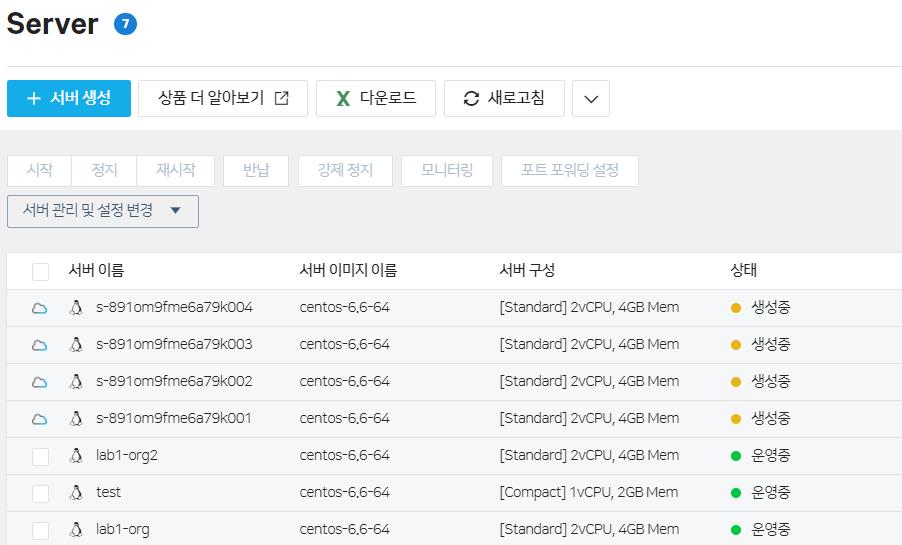 Server 7
+ 서버 생성 상품 더 알아보기 다운로드 새로고침
시작 정지 재시작 반납 강제 정지 모니터링 포트 포워딩 설정
서버 관리 및 설정 변경
서버 이름 서버 이미지 이름 서버 구성 상태
s-891om9fme6a79k004 centos-6.6-64 [Standard] 2vCPU, 4GB Mem 생성중
s-891om9fme6a79k003 centos-6.6-64 [Standard] 2vCPU, 4GB Mem 생성중
s-891om9fme6a79k002 centos-6.6-64 [Standard] 2vCPU, 4GB Mem 생성중
s-891om9fme6a79k001 centos-6.6-64 [Standard] 2vCPU, 4GB Mem 생성중
lab1-org2 centos-6.6-64 [Standard] 2vCPU, 4GB Mem 운영중
test centos-6.6-64 [Compact] 1vCPU, 2GB Mem 운영중
lab1-org centos-6.6-64 [Standard] 2vCPU, 4GB Mem 운영중